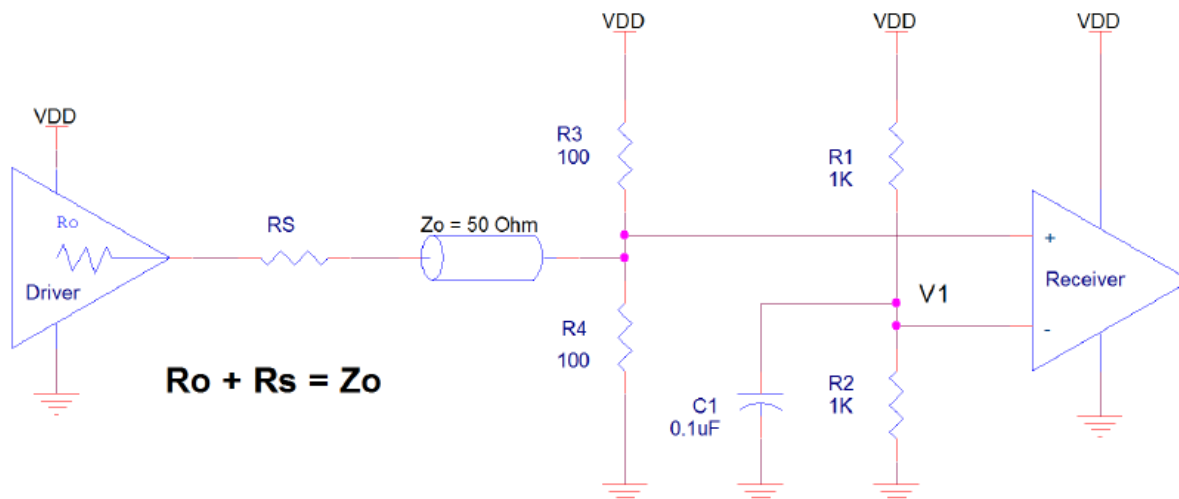 VDD
VDD
VDD
VDD
R3
100
R1
1K
Ro
RS
Zo = 50 Ohm
+
Driver
Receiver
V1
R4
100
-
Ro + Rs = Zo
R2
1K
C1
0.1uF